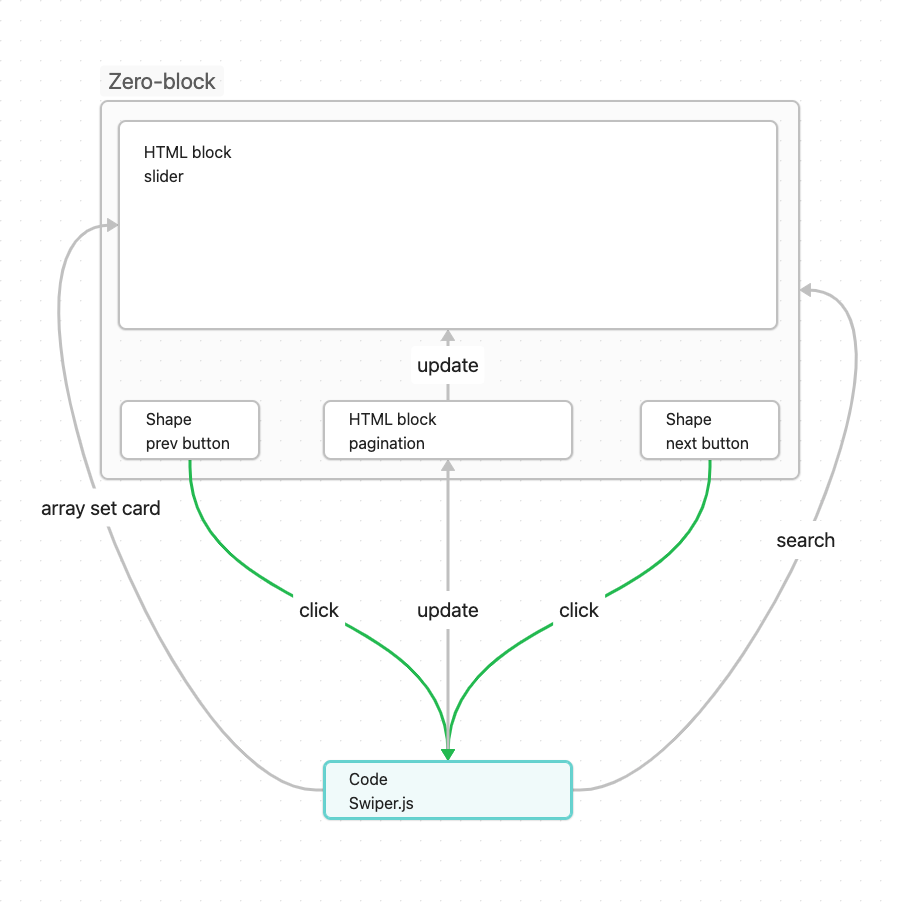 Zero-block
HTML block
slider
update
Shape
prev button
HTML block
pagination
Shape
next button
array set card
search
click
update
click
Code
Swiper.js